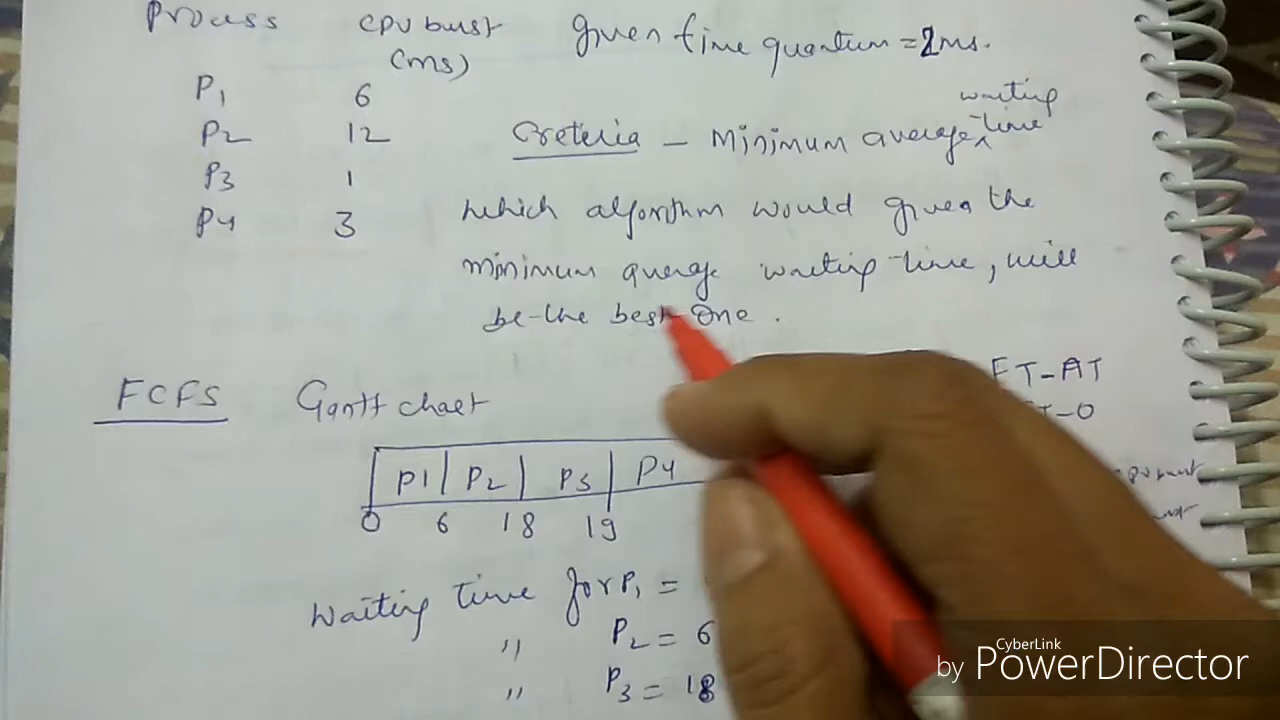 Process CPU burst given time quantum = 2ms.
(ms)
P1 6
waiting
P2 12 Creteria - Minimum average time
P3 1
which algorithm would given the
P4 3
minimum average waiting time, will
be the best one.
FCFS Gantt chart
FT-AT
T-0
P1 P2 P3 P4
0 6 18 19
Waiting time for P1 =
" P2 = 6
" P3 = 18
CyberLink
by PowerDirector